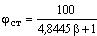 φст = 100 / (4,8445 β + 1)